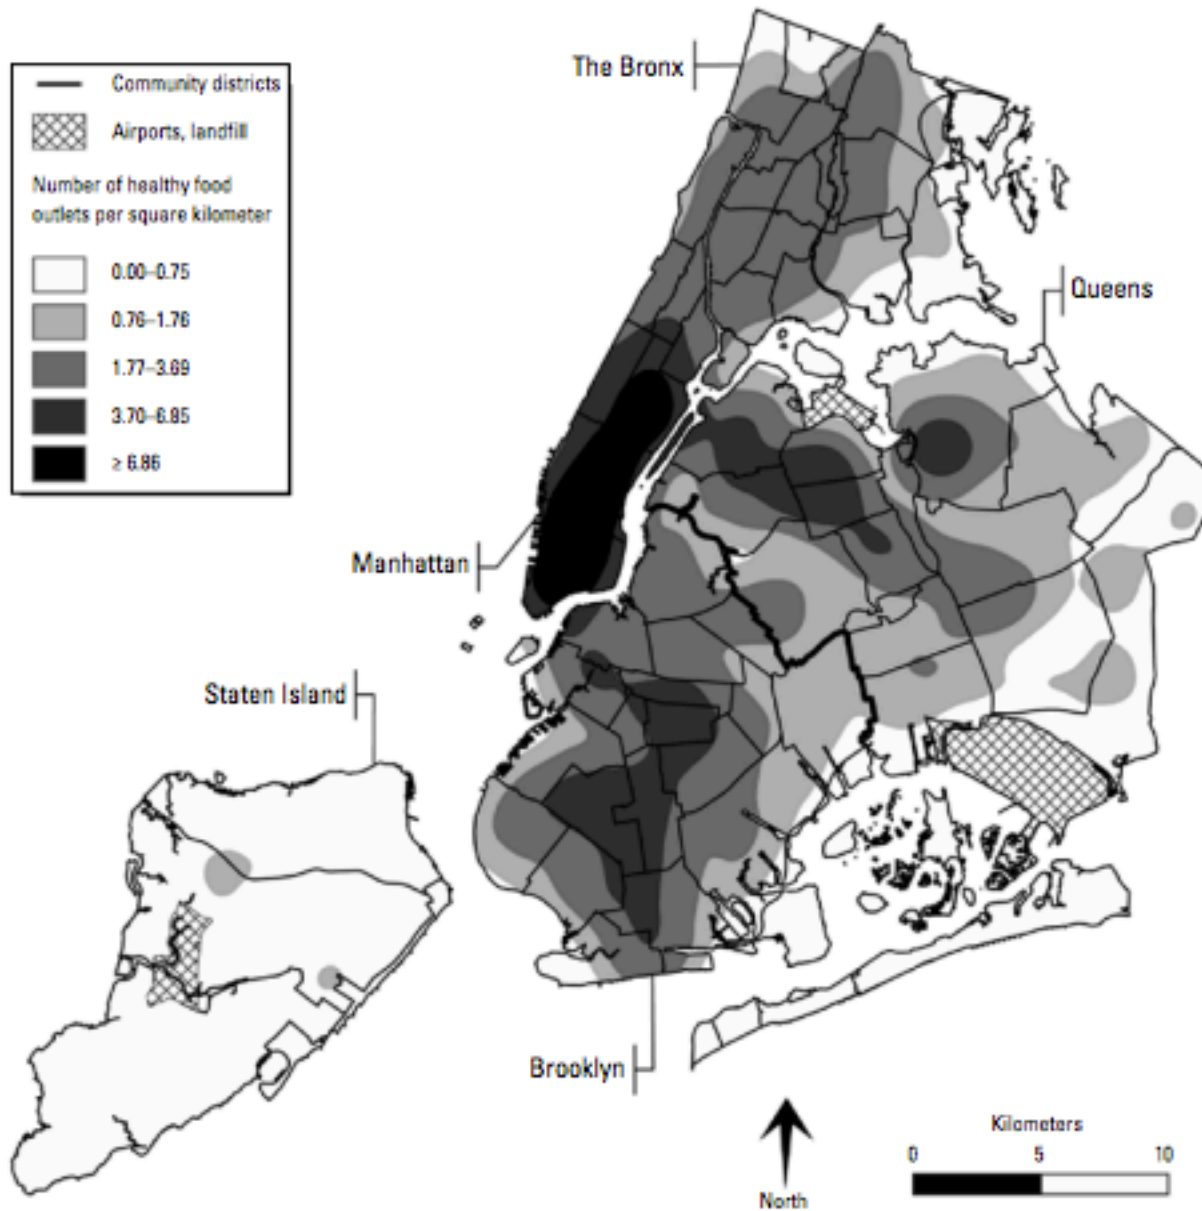 Community districts
Airports, landfill
Number of healthy food
outlets per square kilometer
0.00–0.75
0.76–1.76
1.77–3.69
3.70–6.85
≥ 6.86
The Bronx
Queens
Manhattan
Staten Island
Brooklyn
North
Kilometers
0 5 10